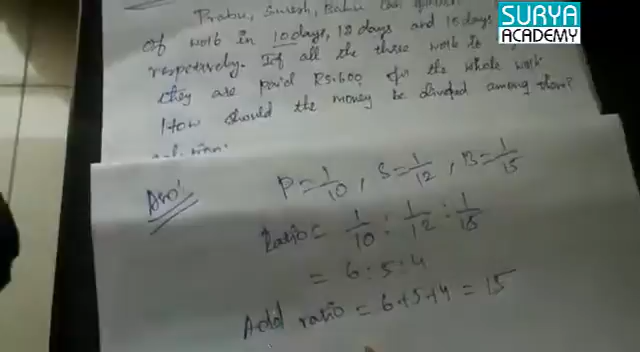 SURYA
ACADEMY
Prabu, Suresh, Babu can
of work in 10 days, 12 days and 15 days
respetively. If all the three work to
they are paid Rs.600 for the whole work
How should the money be divided among them?
Ans:
P=1/10, S=1/12, B=1/15
Ratio= 1/10 : 1/12 : 1/15
= 6:5:4
Add ratio = 6+5+4 = 15